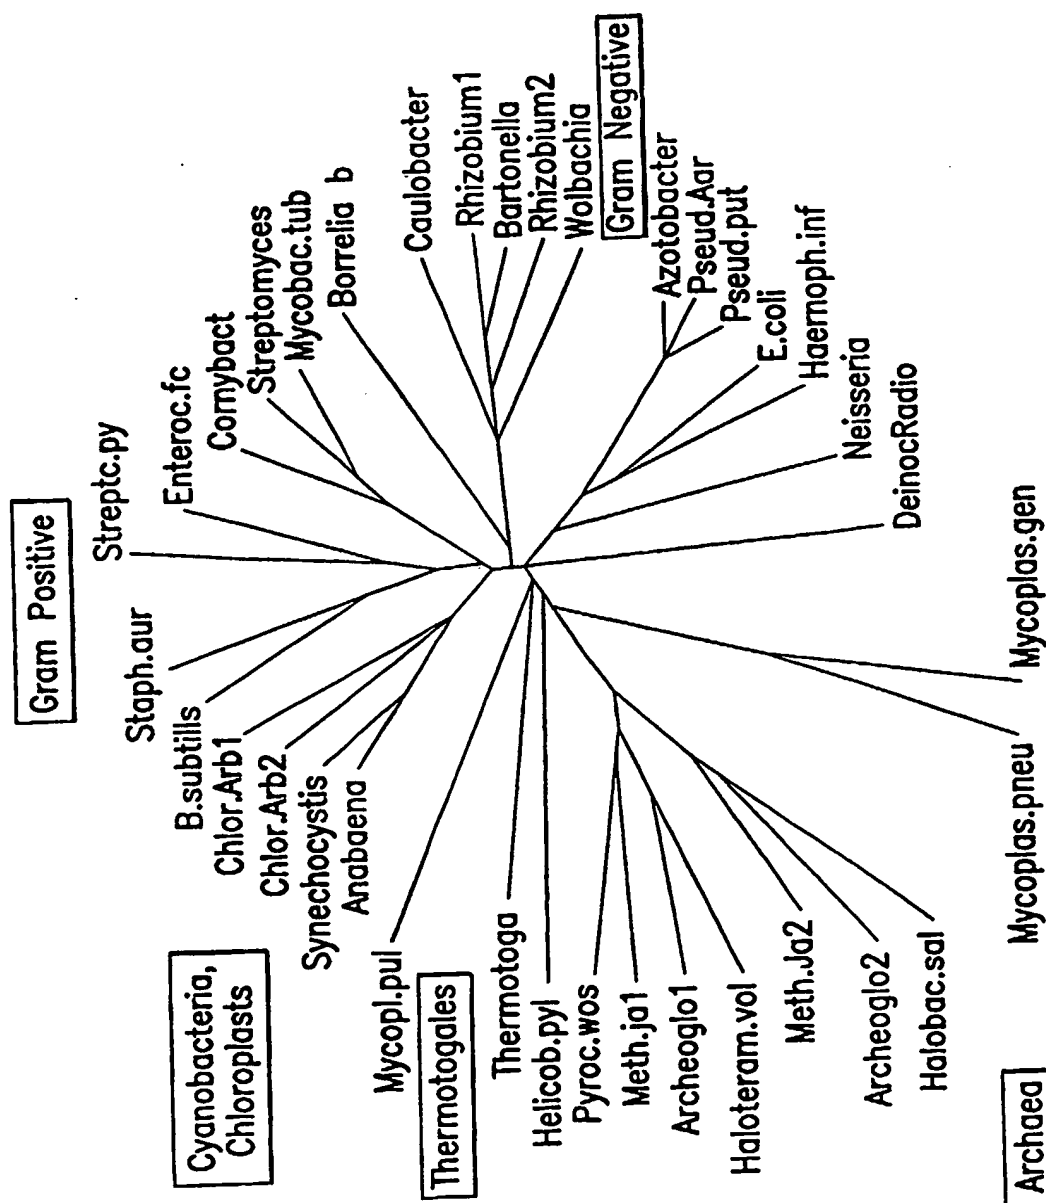 Gram Positive
Streptc.py
Enteroc.fc
Cornybact
Streptomyces
Mycobac.tub
Borrelia b
Caulobacter
Rhizobium1
Bartonella
Rhizobium2
Wolbachia
Gram Negative
Azotobacter
Pseud.Aar
Pseud.put
E.coli
Haemoph.inf
Neisseria
DeinocRadio
Mycoplas.gen
Mycoplas.pneu
Staph.aur
B.subtills
Chlor.Arb1
Chlor.Arb2
Synechocystis
Anabaena
Cyanobacteria,
Chloroplasts
Mycopl.pul
Thermotogales
Thermotoga
Helicob.pyl
Pyroc.wos
Meth.ja1
Archeoglo1
Haloteram.vol
Meth.Ja2
Archeoglo2
Halobac.sal
Archaea